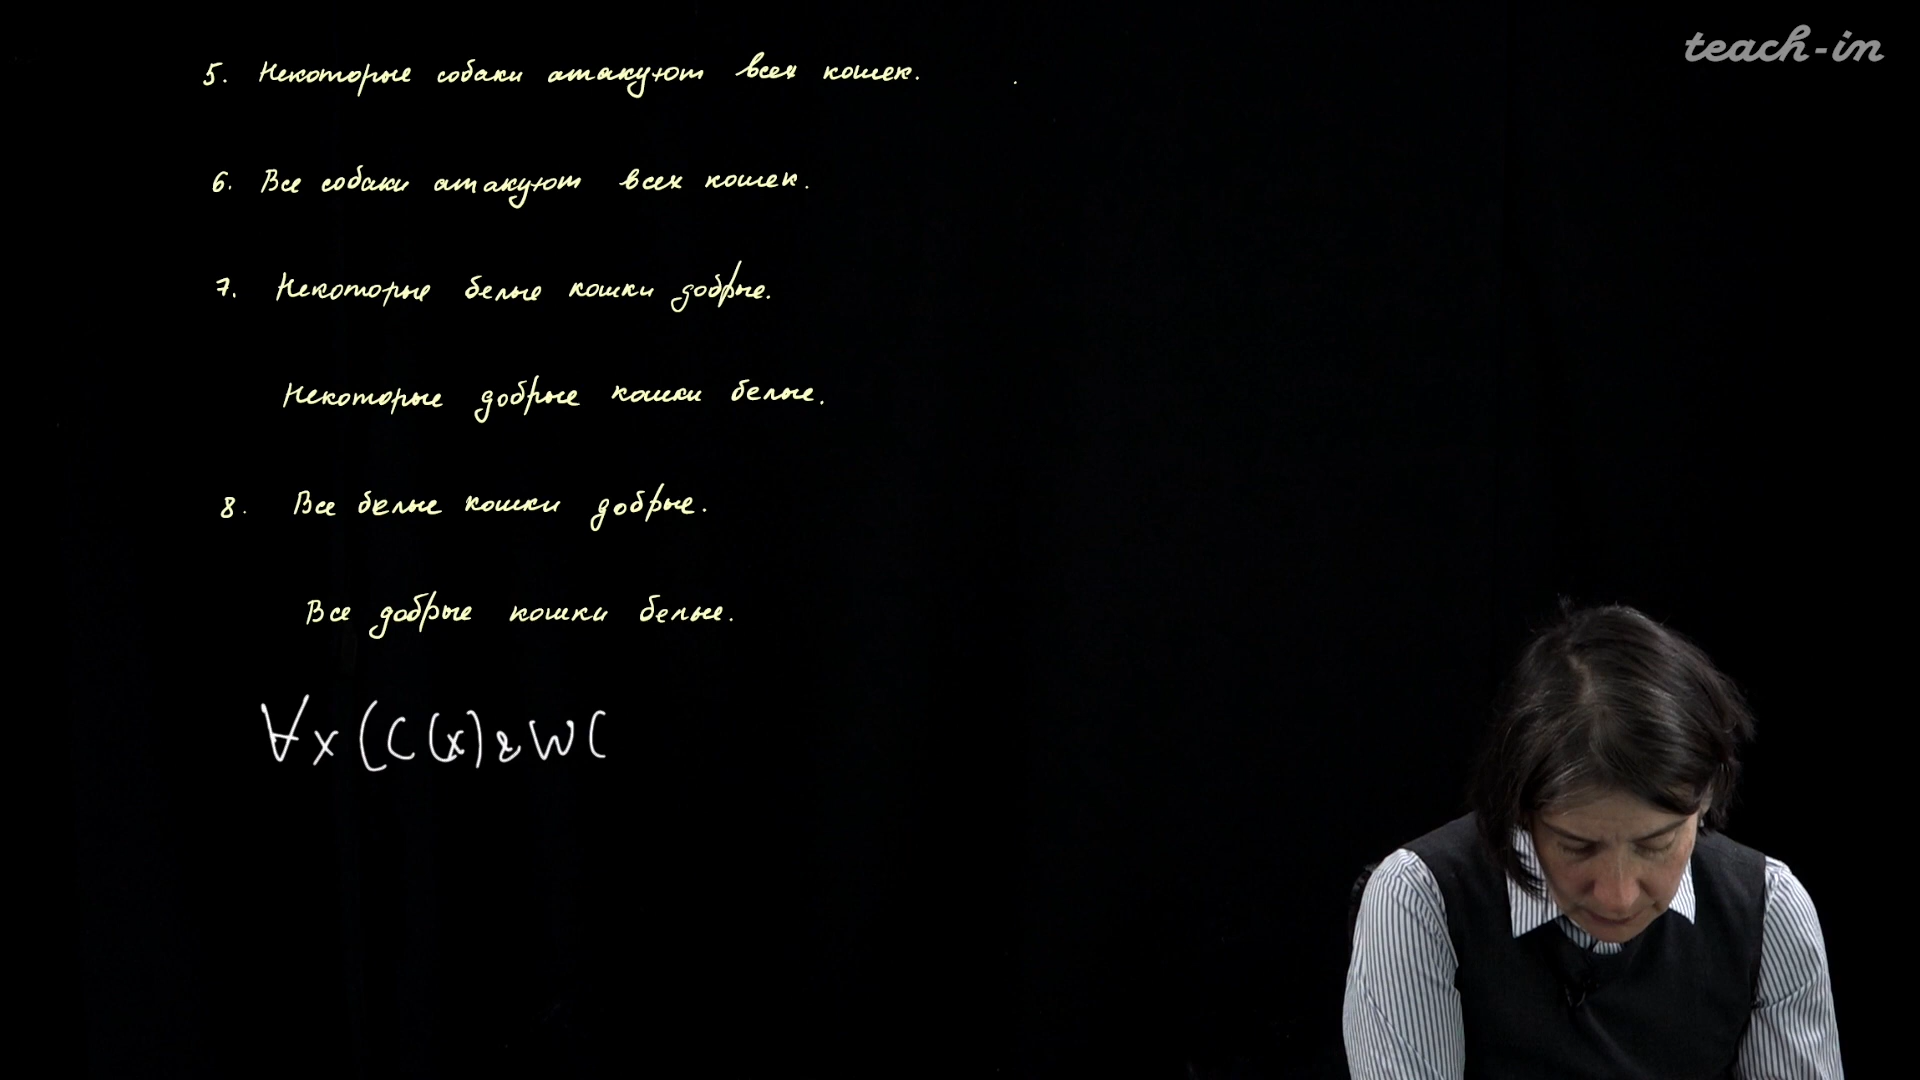 teach-in
5. Некоторые собаки атакуют всех кошек.
6. Все собаки атакуют всех кошек.
7. Некоторые белые кошки добрые.
Некоторые добрые кошки белые.
8. Все белые кошки добрые.
Все добрые кошки белые.
∀x (C(x) & W(